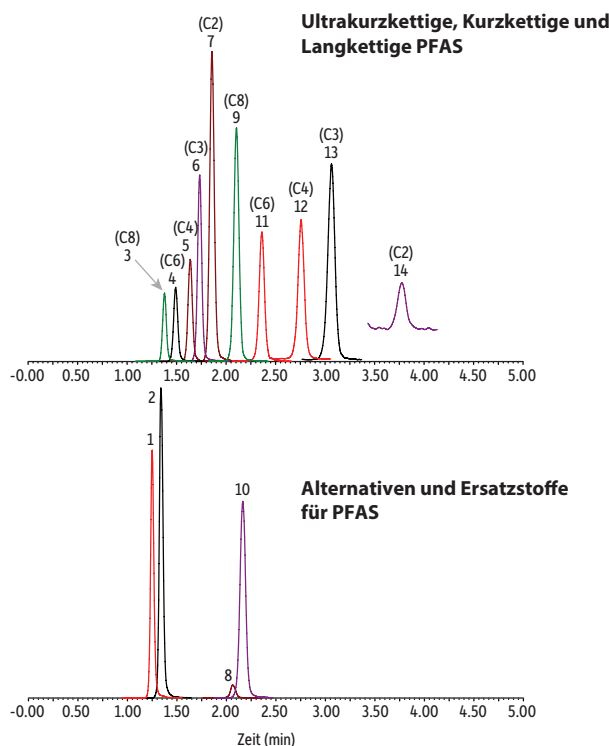 Ultrakurzkettige, Kurzkettige und
Langkettige PFAS
(C2)
7
(C8)
9
(C3)
6
(C3)
13
(C4)
12
(C6)
11
(C4)
5
(C8)
3
(C6)
4
(C2)
14
-0.00 0.50 1.00 1.50 2.00 2.50 3.00 3.50 4.00 4.50 5.00
2
1
10
8
Alternativen und Ersatzstoffe
für PFAS
-0.00 0.50 1.00 1.50 2.00 2.50 3.00 3.50 4.00 4.50 5.00
Zeit (min)